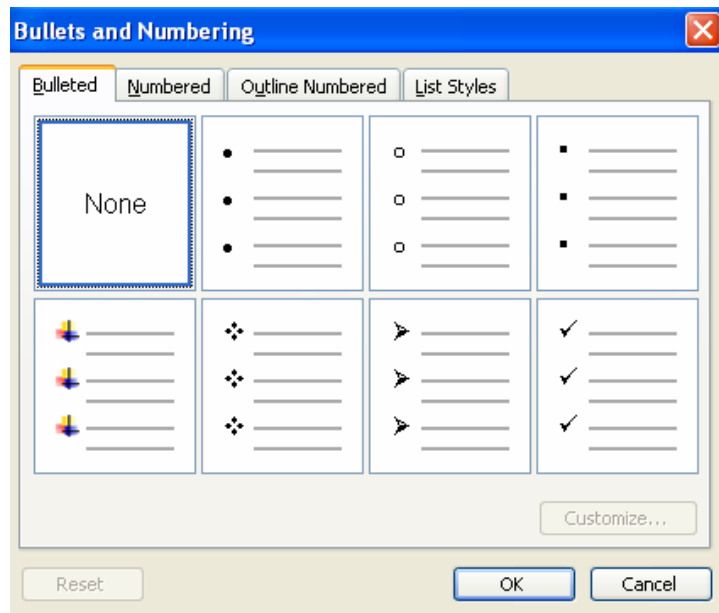 Bullets and Numbering
Bulleted Numbered Outline Numbered List Styles
None
Customize...
Reset OK Cancel